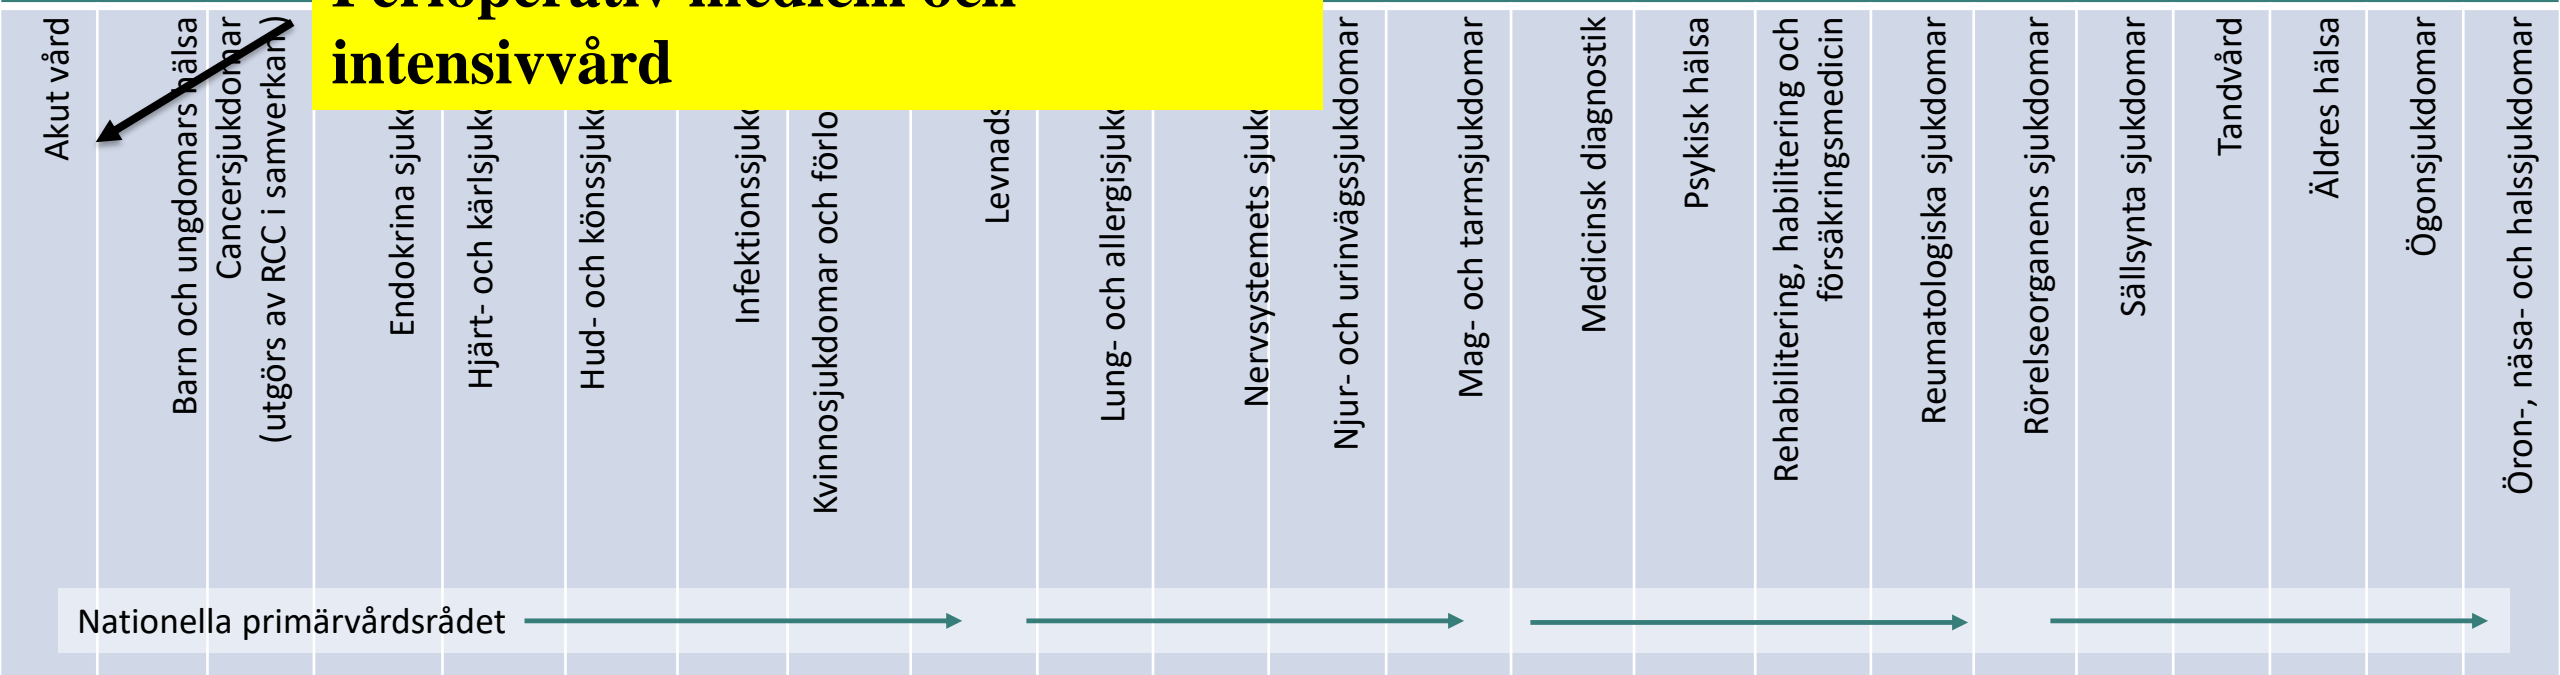 Perioperativ medicin och
intensivvård
Akut vård
Barn och ungdomars hälsa
Cancersjukdomar
(utgörs av RCC i samverkan)
Endokrina sjuk
Hjärt- och kärlsjuk
Hud- och könssjuk
Infektionssjuk
Kvinnosjukdomar och förlo
Levnads
Lung- och allergisjuk
Nervsystemets sjuk
Njur- och urinvägssjukdomar
Mag- och tarmsjukdomar
Medicinsk diagnostik
Psykisk hälsa
Rehabilitering, habilitering och
försäkringsmedicin
Reumatologiska sjukdomar
Rörelseorganens sjukdomar
Sällsynta sjukdomar
Tandvård
Äldres hälsa
Ögonsjukdomar
Öron-, näsa- och halssjukdomar
Nationella primärvårdsrådet